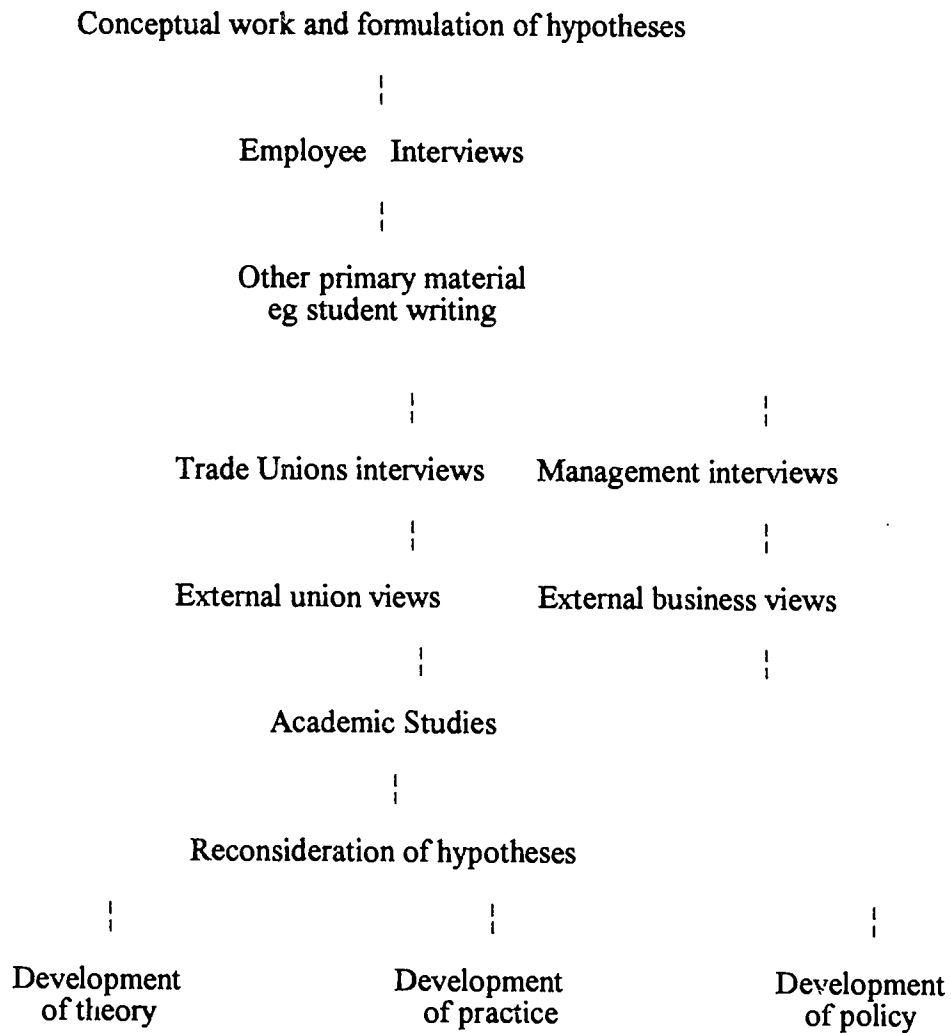 Conceptual work and formulation of hypotheses
Employee Interviews
Other primary material
eg student writing
Trade Unions interviews Management interviews
External union views External business views
Academic Studies
Reconsideration of hypotheses
Development Development Development
of theory of practice of policy